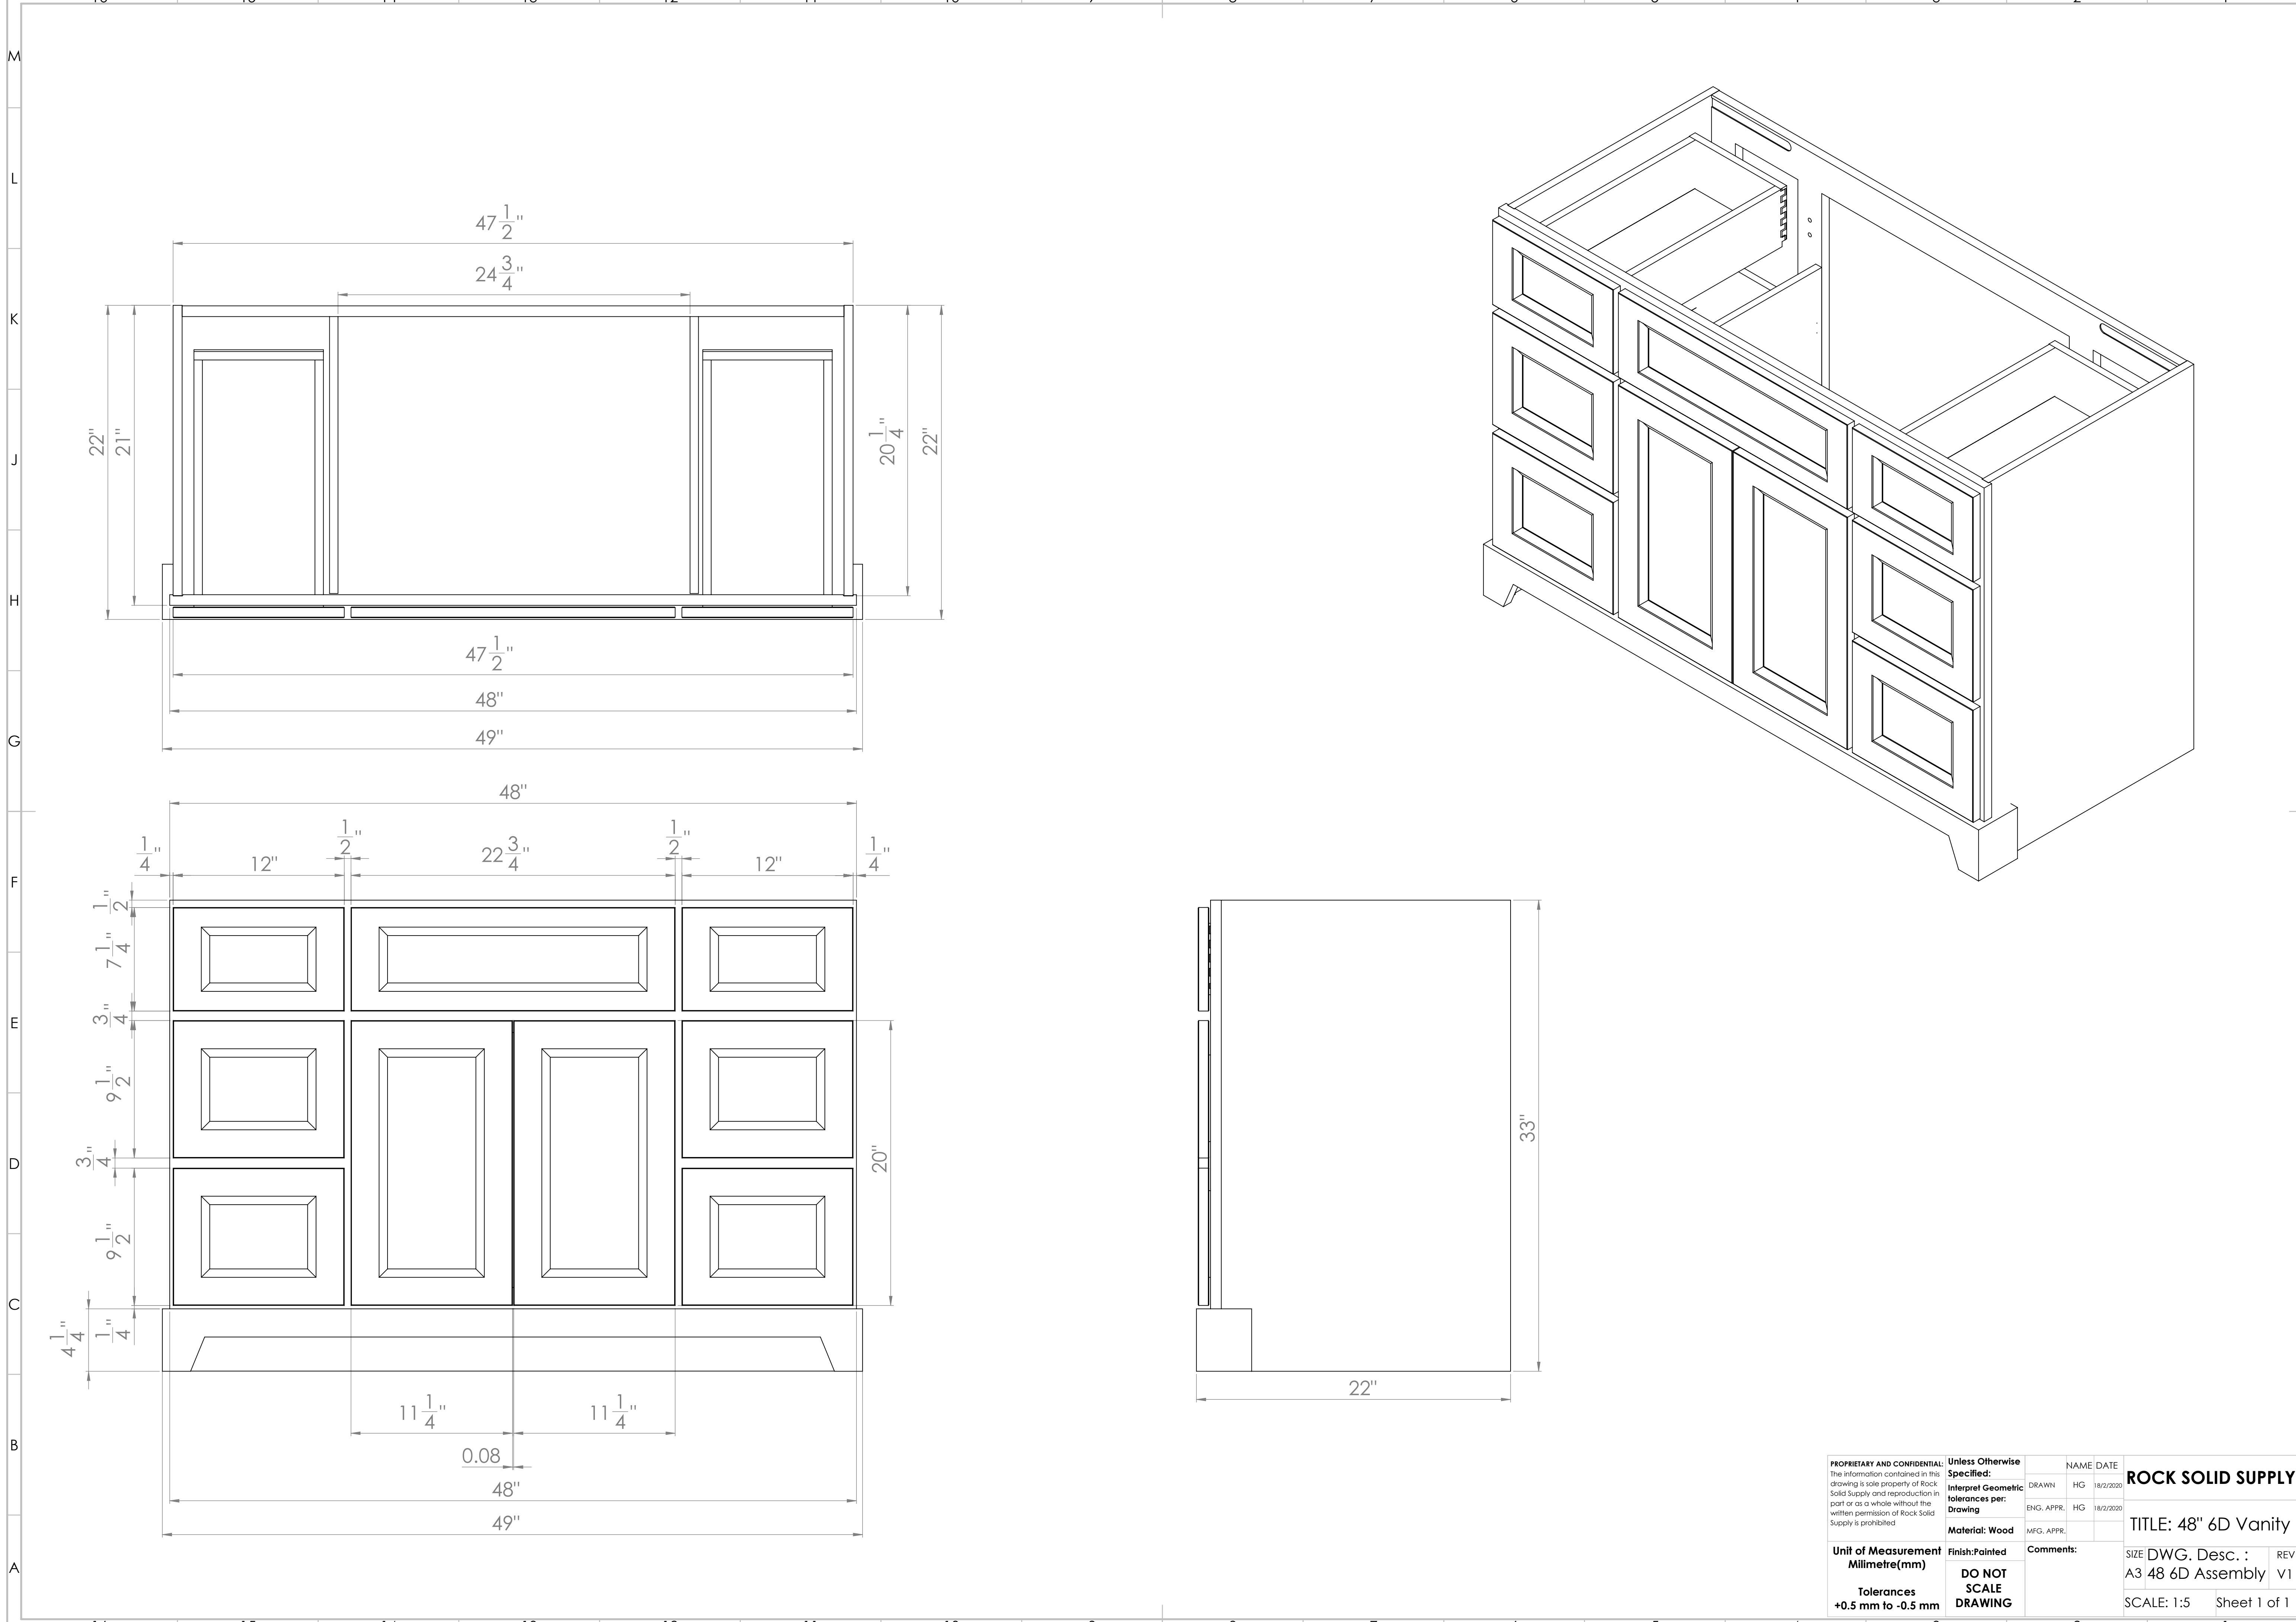 M
L
K
J
H
G
F
E
D
C
B
A
47 1/2"
24 3/4"
22"
21"
20 1/4"
22"
47 1/2"
48"
49"
48"
1/4"
12"
1/2"
22 3/4"
1/2"
12"
1/4"
1/2"
7 1/4"
3/4"
9 1/2"
3/4"
9 1/2"
1/4"
4 1/4"
20"
11 1/4"
11 1/4"
0.08
48"
49"
33"
22"
PROPRIETARY AND CONFIDENTIAL:
The information contained in this
drawing is sole property of Rock
Solid Supply and reproduction in
part or as a whole without the
written permission of Rock Solid
Supply is prohibited
Unit of Measurement
Milimetre(mm)
Tolerances
+0.5 mm to -0.5 mm
Unless Otherwise
Specified:
Interpret Geometric
tolerances per:
Drawing
Material: Wood
Finish:Painted
DO NOT
SCALE
DRAWING
NAME DATE
DRAWN HG 18/2/2020
ENG. APPR. HG 18/2/2020
MFG. APPR.
Comments:
ROCK SOLID SUPPLY
TITLE: 48" 6D Vanity
SIZE DWG. Desc. : REV
A3 48 6D Assembly V1
SCALE: 1:5 Sheet 1 of 1